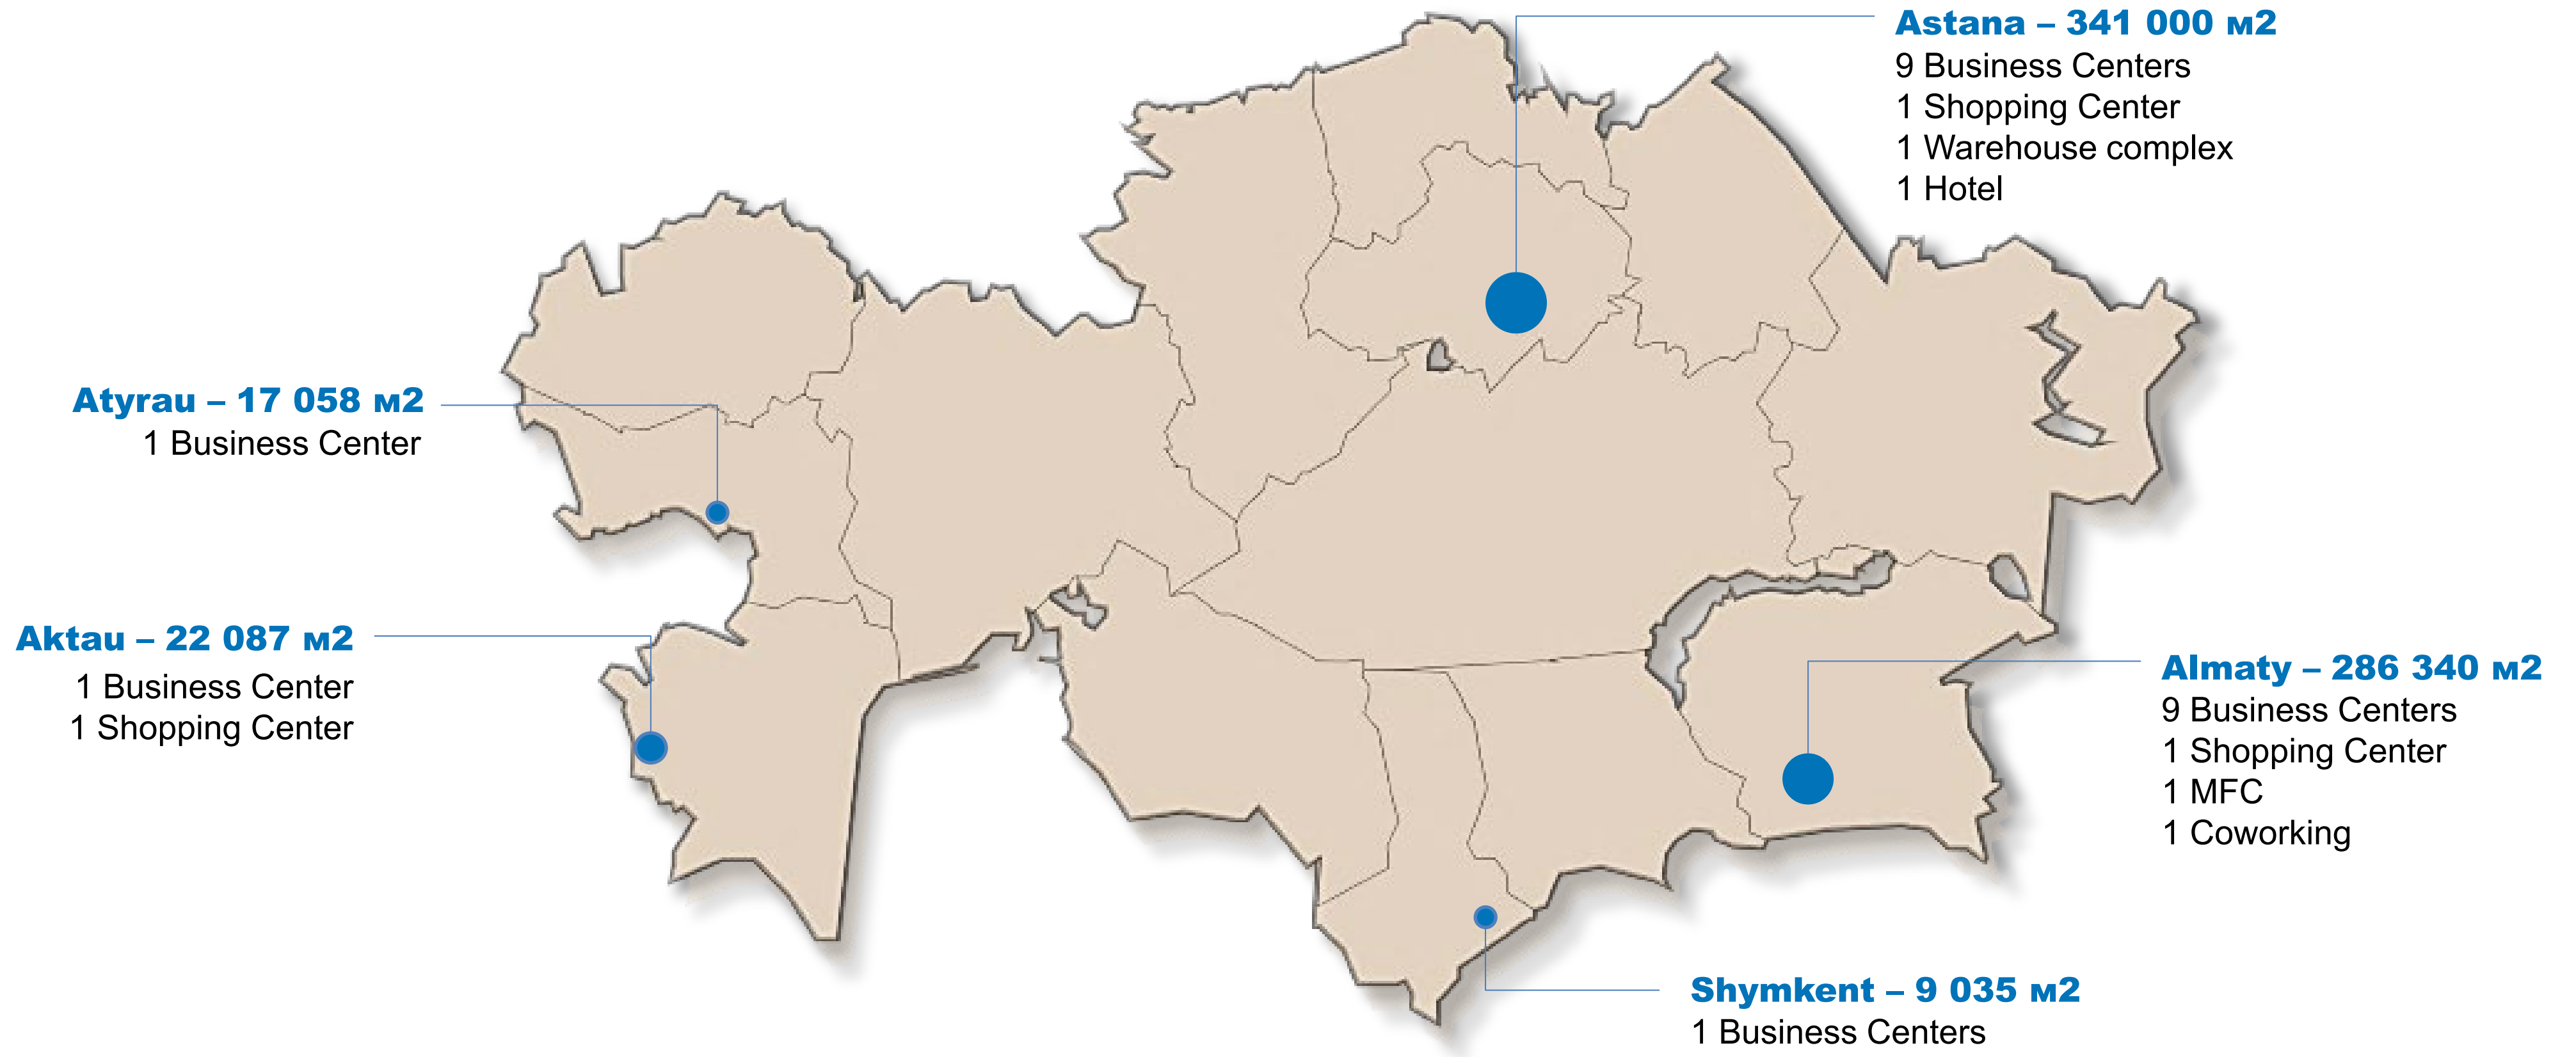 Astana – 341 000 м2
9 Business Centers
1 Shopping Center
1 Warehouse complex
1 Hotel
Atyrau – 17 058 м2
1 Business Center
Aktau – 22 087 м2
1 Business Center
1 Shopping Center
Almaty – 286 340 м2
9 Business Centers
1 Shopping Center
1 MFC
1 Coworking
Shymkent – 9 035 м2
1 Business Centers